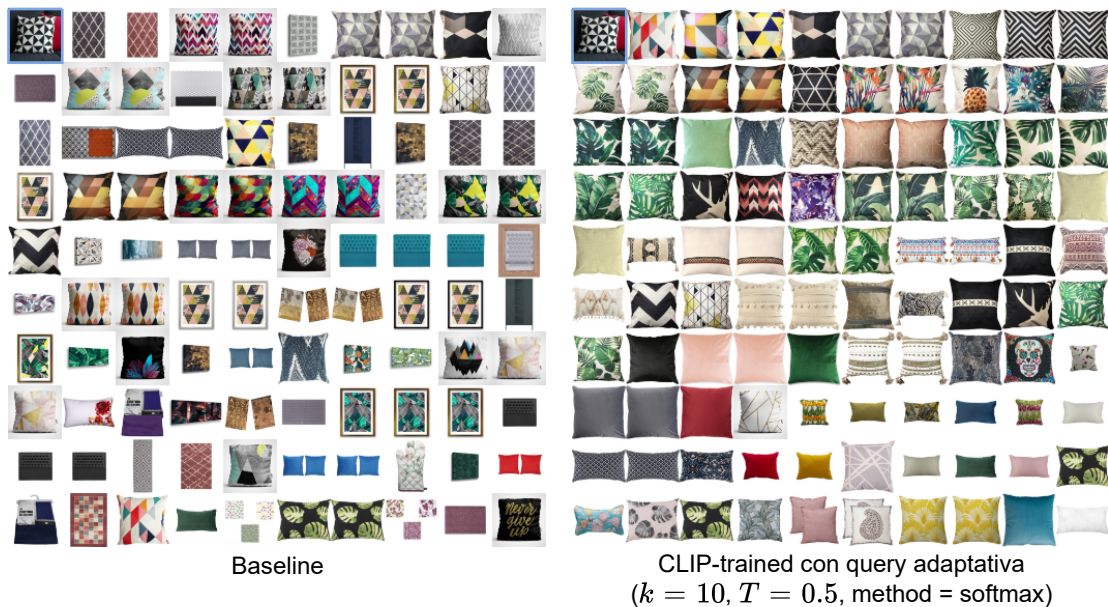 NEVER
GIVE
UP
Baseline
CLIP-trained con query adaptativa
(k = 10, T = 0.5, method = softmax)